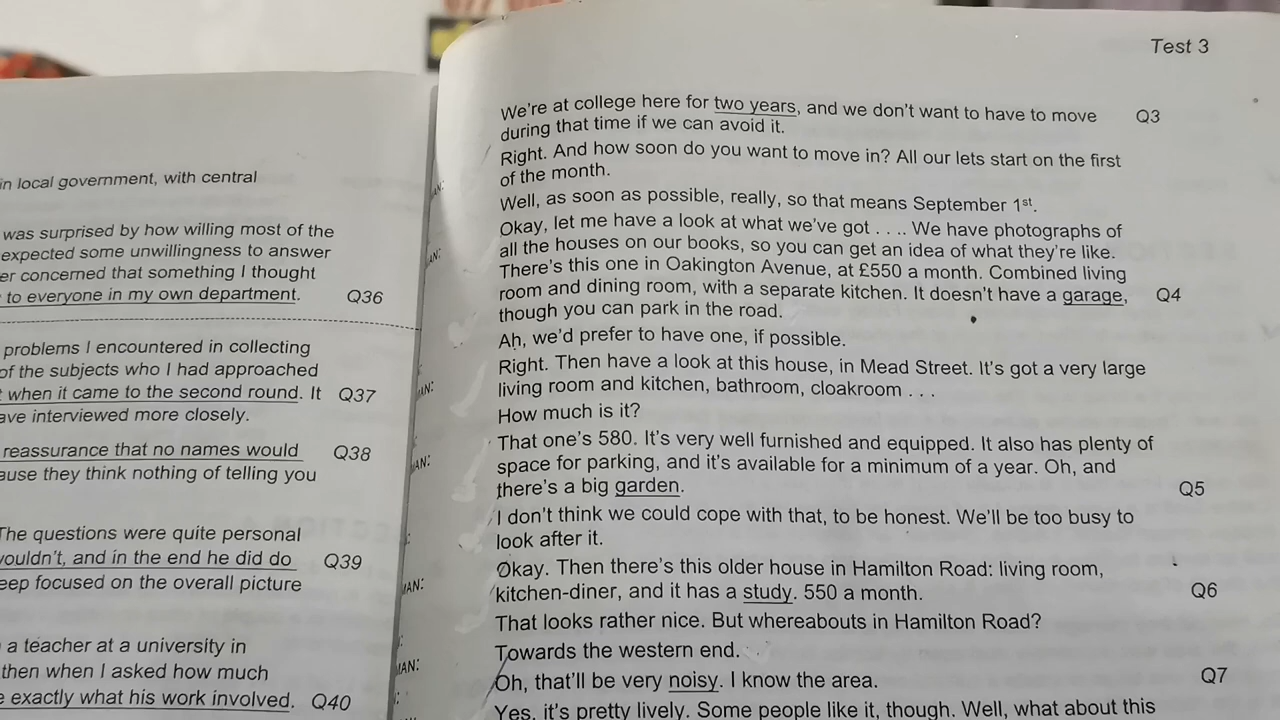 in local government, with central
was surprised by how willing most of the
expected some unwillingness to answer
er concerned that something I thought
to everyone in my own department. Q36
problems I encountered in collecting
of the subjects who I had approached
when it came to the second round. It Q37
ave interviewed more closely.
reassurance that no names would Q38
ause they think nothing of telling you
The questions were quite personal
vouldn't, and in the end he did do Q39
eep focused on the overall picture
a teacher at a university in
then when I asked how much
e exactly what his work involved. Q40
Test 3
We're at college here for two years, and we don't want to have to move Q3
during that time if we can avoid it.
Right. And how soon do you want to move in? All our lets start on the first
of the month.
Well, as soon as possible, really, so that means September 1st.
Okay, let me have a look at what we've got . . .. We have photographs of
all the houses on our books, so you can get an idea of what they're like.
There's this one in Oakington Avenue, at £550 a month. Combined living
room and dining room, with a separate kitchen. It doesn't have a garage, Q4
though you can park in the road.
Ah, we'd prefer to have one, if possible.
Right. Then have a look at this house, in Mead Street. It's got a very large
AN: living room and kitchen, bathroom, cloakroom . . .
How much is it?
That one's 580. It's very well furnished and equipped. It also has plenty of
AN: space for parking, and it's available for a minimum of a year. Oh, and
there's a big garden. Q5
I don't think we could cope with that, to be honest. We'll be too busy to
look after it.
Okay. Then there's this older house in Hamilton Road: living room,
AN: kitchen-diner, and it has a study. 550 a month. Q6
That looks rather nice. But whereabouts in Hamilton Road?
AN: Towards the western end.
Oh, that'll be very noisy. I know the area. Q7
Yes, it's pretty lively. Some people like it, though. Well, what about this